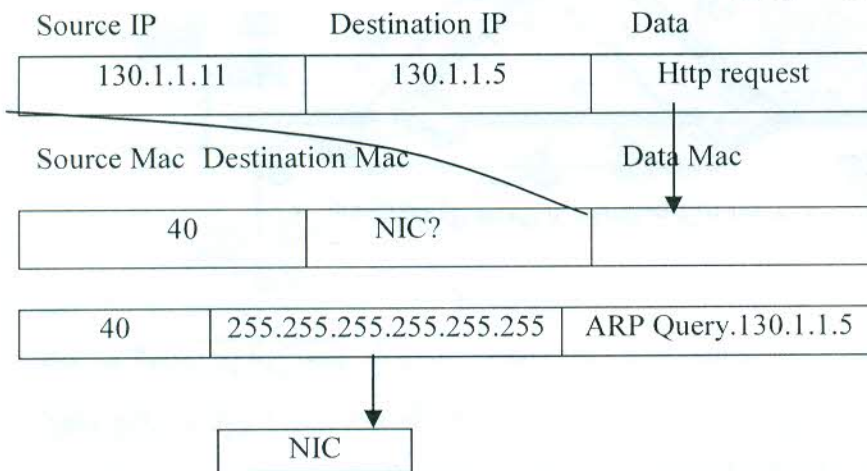 Source IP Destination IP Data
130.1.1.11 130.1.1.5 Http request
Source Mac Destination Mac Data Mac
40 NIC?
40 255.255.255.255.255.255 ARP Query.130.1.1.5
NIC